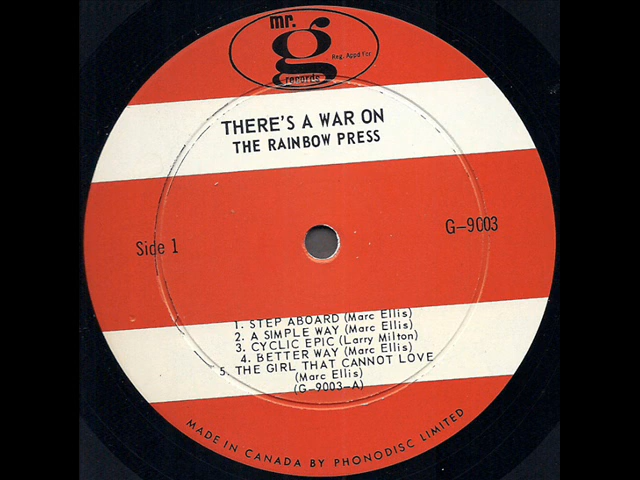 mr.
g
Reg. Appd For
records
THERE'S A WAR ON
THE RAINBOW PRESS
Side 1
G-9003
1. STEP ABOARD (Marc Ellis)
2. A SIMPLE WAY (Marc Ellis)
3. CYCLIC EPIC (Larry Milton)
4. BETTER WAY (Marc Ellis)
5. THE GIRL THAT CANNOT LOVE
(Marc Ellis)
(G-9003-A)
MADE IN CANADA BY PHONODISC LIMITED